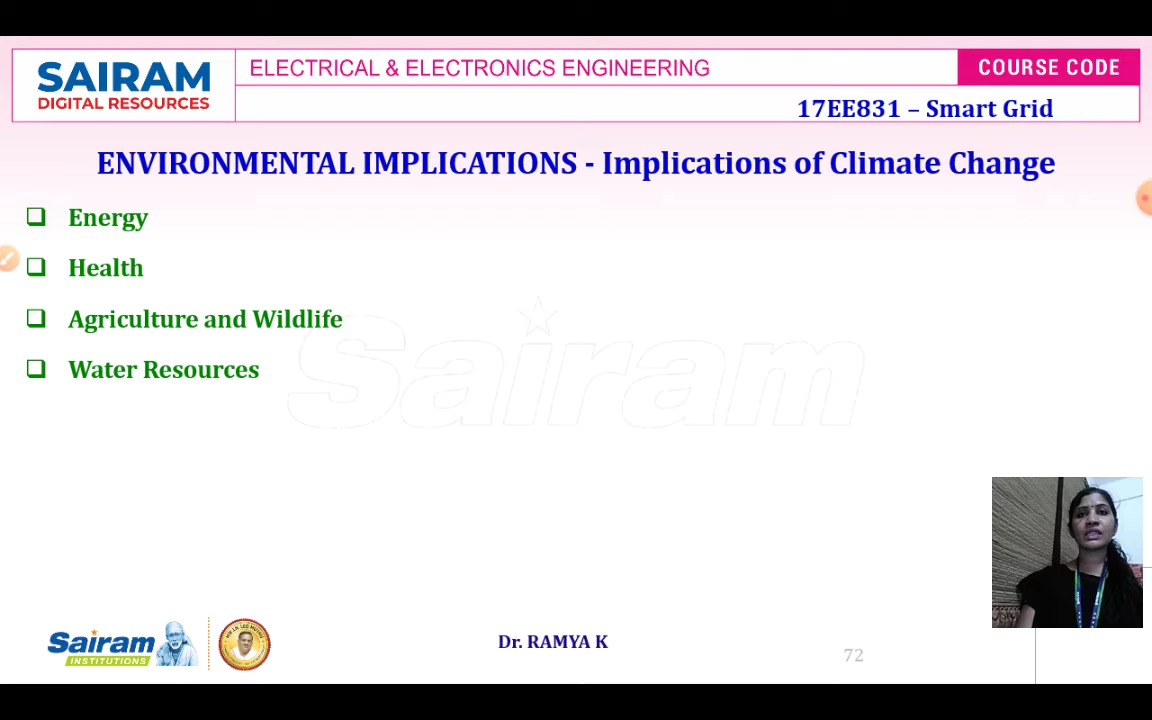 SAIRAM
DIGITAL RESOURCES
ELECTRICAL & ELECTRONICS ENGINEERING
COURSE CODE
17EE831 – Smart Grid
ENVIRONMENTAL IMPLICATIONS - Implications of Climate Change
❑ Energy
❑ Health
❑ Agriculture and Wildlife
❑ Water Resources
Sairam
Sairam
INSTITUTIONS
Dr. RAMYA K
72